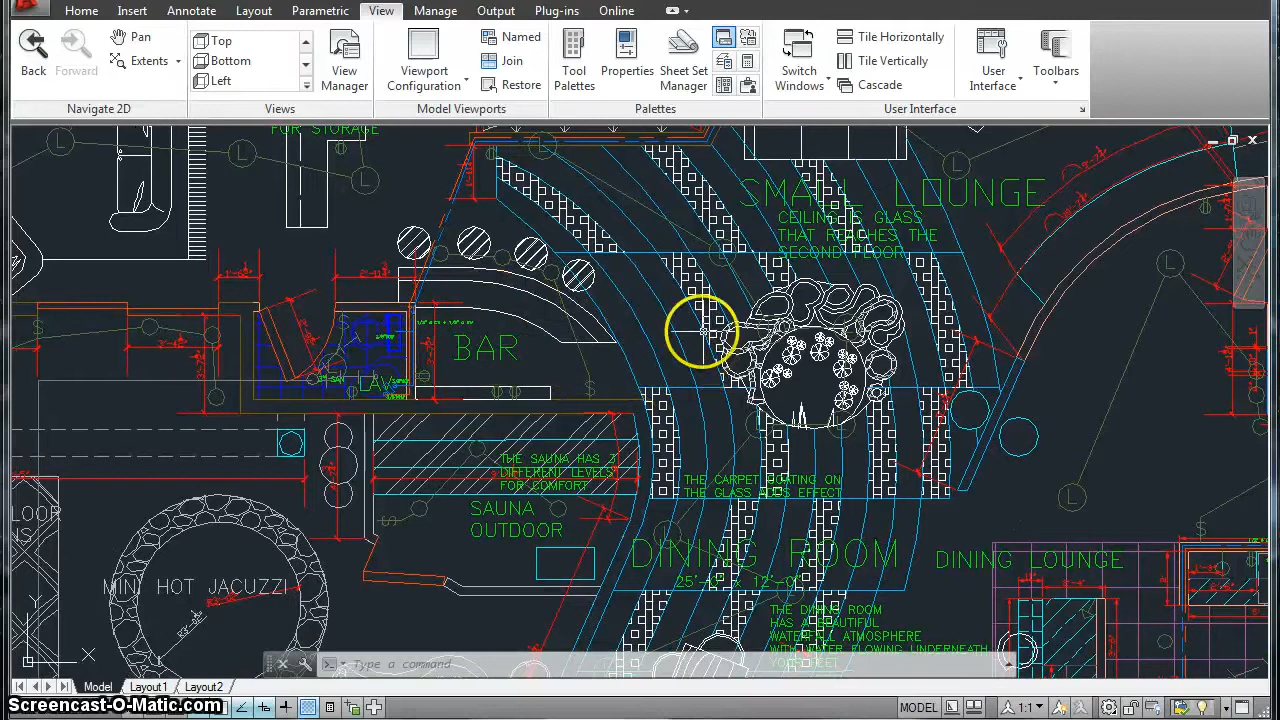 Home Insert Annotate Layout Parametric View Manage Output Plug-ins Online
Back
Forward
Pan
Extents
Navigate 2D
Top
Bottom
Left
View
Manager
Views
Viewport
Configuration
Named
Join
Restore
Model Viewports
Tool
Palettes
Properties
Sheet Set
Manager
Palettes
Switch
Windows
Tile Horizontally
Tile Vertically
Cascade
User
Interface
Toolbars
User Interface
FOR STORAGE
SMALL LOUNGE
CEILING IS GLASS
THAT REACHES THE
SECOND FLOOR
BAR
LAV
THE SAUNA HAS 3
DIFFERENT LEVELS
FOR COMFORT
SAUNA
OUTDOOR
THE CARPET COATING ON
THE GLASS ADDS EFFECT
DINING ROOM
DINING LOUNGE
MINI HOT JACUZZI
THE DINING ROOM
HAS A BEAUTIFUL
WATERFALL ATMOSPHERE
WITH WATER FLOWING UNDERNEATH
YOUR FEET
Type a command
Model Layout1 Layout2
Screencast-O-Matic.com
MODEL
1:1